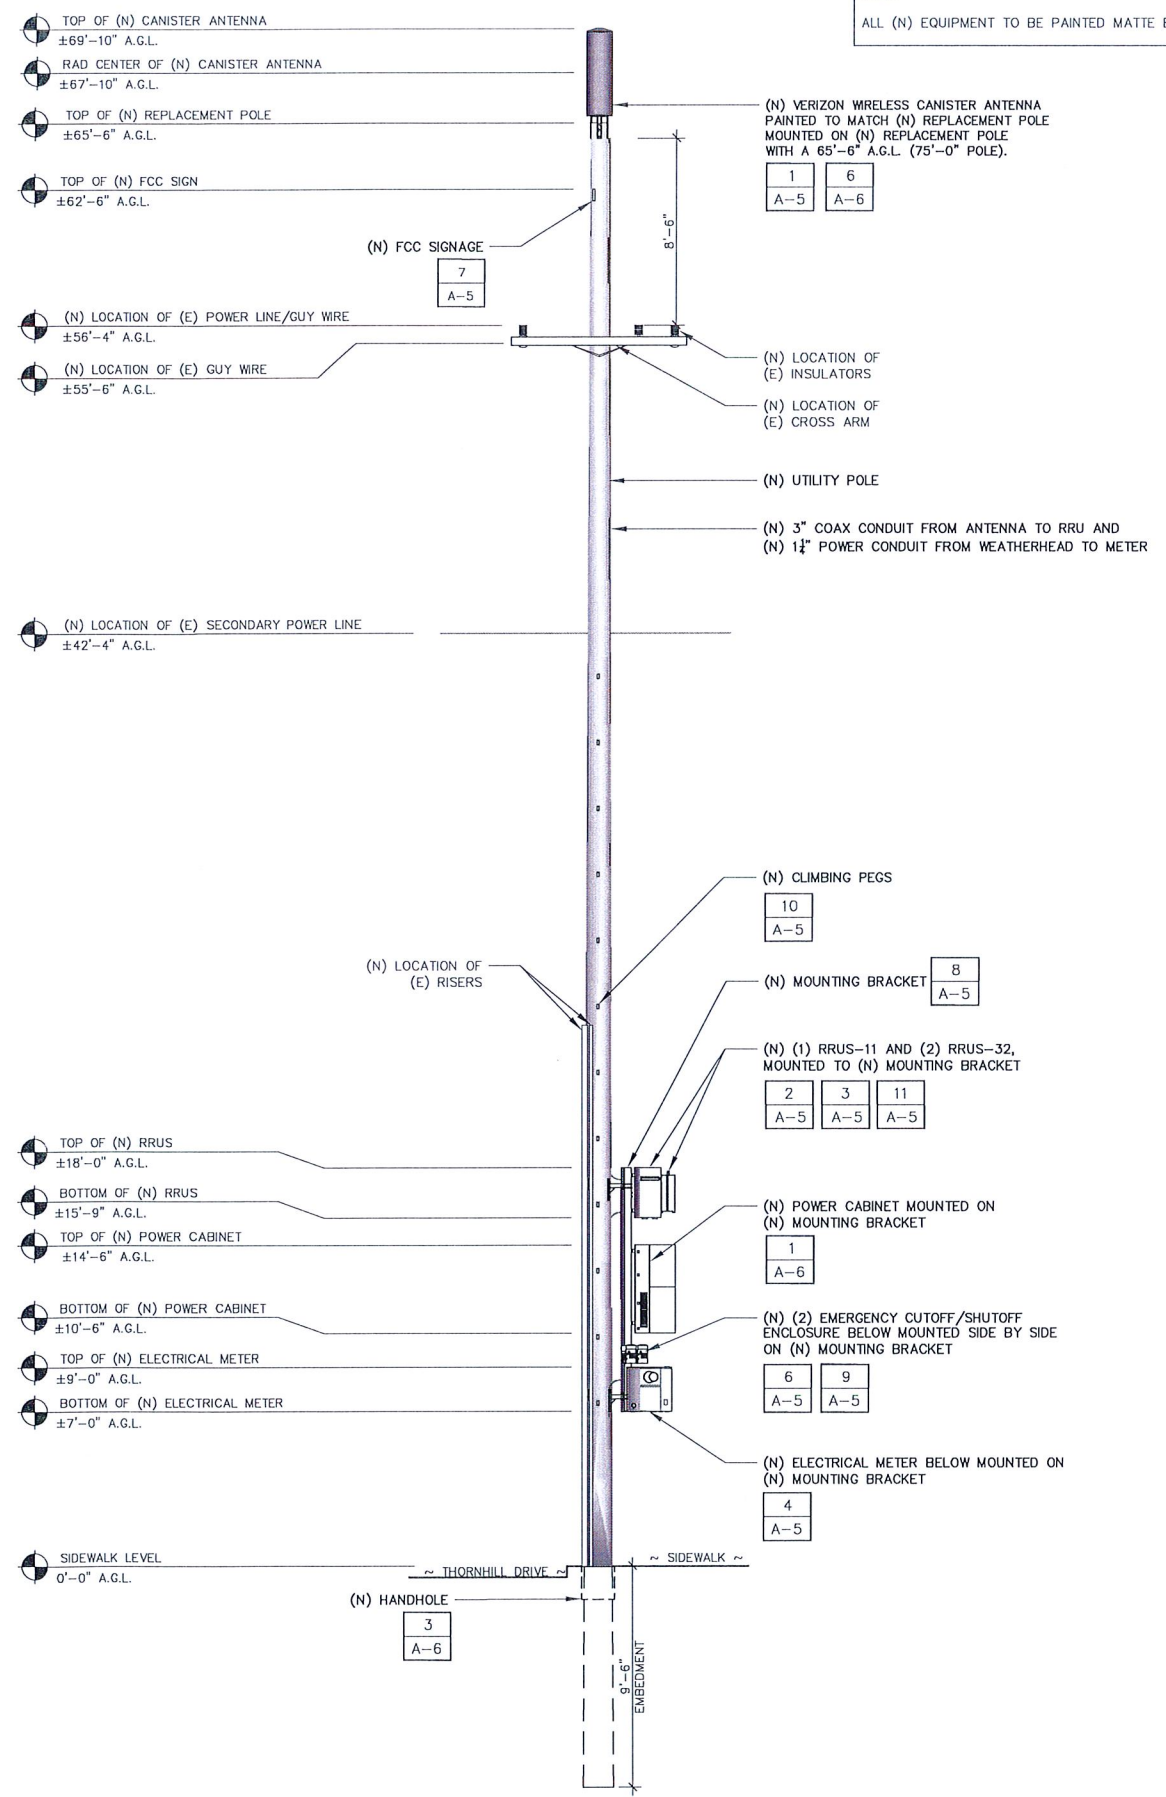 ALL (N) EQUIPMENT TO BE PAINTED MATTE
TOP OF (N) CANISTER ANTENNA
±69'-10" A.G.L.
RAD CENTER OF (N) CANISTER ANTENNA
±67'-10" A.G.L.
TOP OF (N) REPLACEMENT POLE
±65'-6" A.G.L.
(N) VERIZON WIRELESS CANISTER ANTENNA
PAINTED TO MATCH (N) REPLACEMENT POLE
MOUNTED ON (N) REPLACEMENT POLE
WITH A 65'-6" A.G.L. (75'-0" POLE).
1 6
A-5 A-6
TOP OF (N) FCC SIGN
±62'-6" A.G.L.
8'-6"
(N) FCC SIGNAGE
7
A-5
(N) LOCATION OF (E) POWER LINE/GUY WIRE
±56'-4" A.G.L.
(N) LOCATION OF (E) GUY WIRE
±55'-6" A.G.L.
(N) LOCATION OF
(E) INSULATORS
(N) LOCATION OF
(E) CROSS ARM
(N) UTILITY POLE
(N) 3" COAX CONDUIT FROM ANTENNA TO RRU AND
(N) 1¼" POWER CONDUIT FROM WEATHERHEAD TO METER
(N) LOCATION OF (E) SECONDARY POWER LINE
±42'-4" A.G.L.
(N) CLIMBING PEGS
10
A-5
(N) LOCATION OF
(E) RISERS
(N) MOUNTING BRACKET
8
A-5
(N) (1) RRUS-11 AND (2) RRUS-32,
MOUNTED TO (N) MOUNTING BRACKET
2 3 11
A-5 A-5 A-5
TOP OF (N) RRUS
±18'-0" A.G.L.
BOTTOM OF (N) RRUS
±15'-9" A.G.L.
TOP OF (N) POWER CABINET
±14'-6" A.G.L.
(N) POWER CABINET MOUNTED ON
(N) MOUNTING BRACKET
1
A-6
BOTTOM OF (N) POWER CABINET
±10'-6" A.G.L.
(N) (2) EMERGENCY CUTOFF/SHUTOFF
ENCLOSURE BELOW MOUNTED SIDE BY SIDE
ON (N) MOUNTING BRACKET
6 9
A-5 A-5
TOP OF (N) ELECTRICAL METER
±9'-0" A.G.L.
BOTTOM OF (N) ELECTRICAL METER
±7'-0" A.G.L.
(N) ELECTRICAL METER BELOW MOUNTED ON
(N) MOUNTING BRACKET
4
A-5
SIDEWALK LEVEL
0'-0" A.G.L.
~ THORNHILL DRIVE ~
~ SIDEWALK ~
(N) HANDHOLE
3
A-6
9'-6"
EMBEDMENT